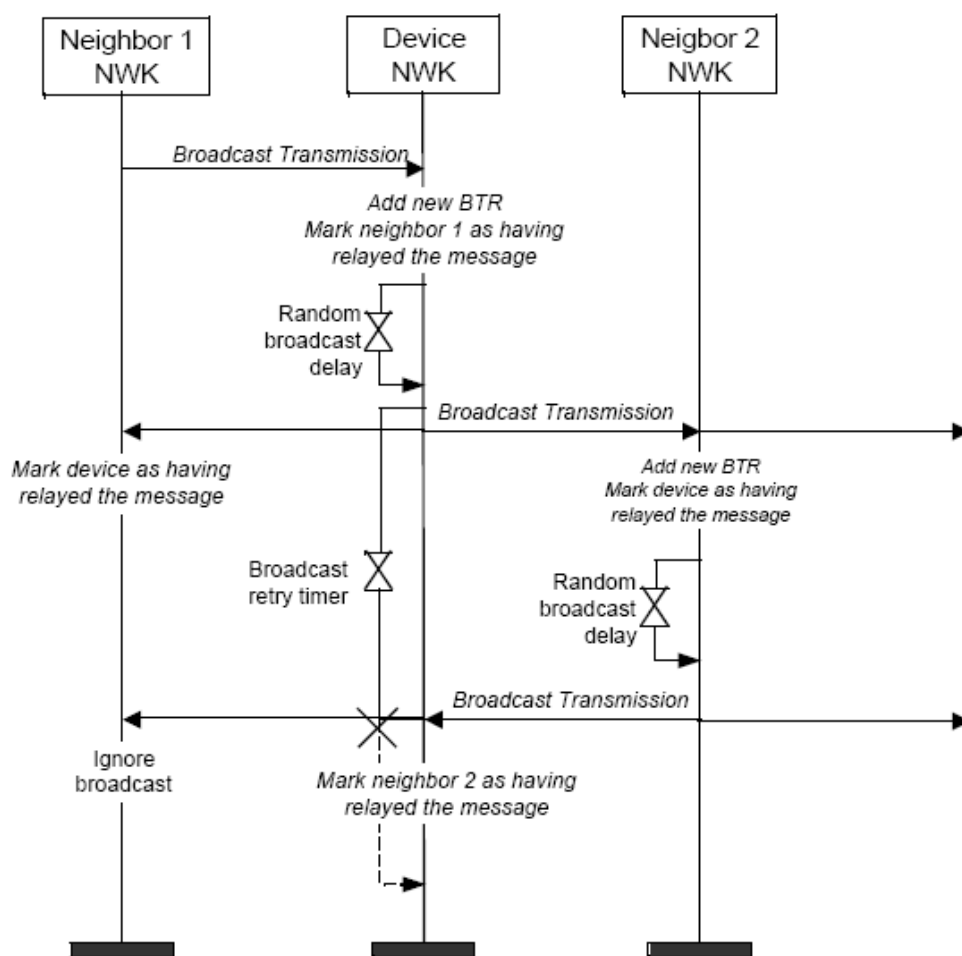 Neighbor 1
NWK
Device
NWK
Neigbor 2
NWK
Broadcast Transmission
Add new BTR
Mark neighbor 1 as having
relayed the message
Random
broadcast
delay
Broadcast Transmission
Mark device as having
relayed the message
Add new BTR
Mark device as having
relayed the message
Broadcast
retry timer
Random
broadcast
delay
Broadcast Transmission
Ignore
broadcast
Mark neighbor 2 as having
relayed the message